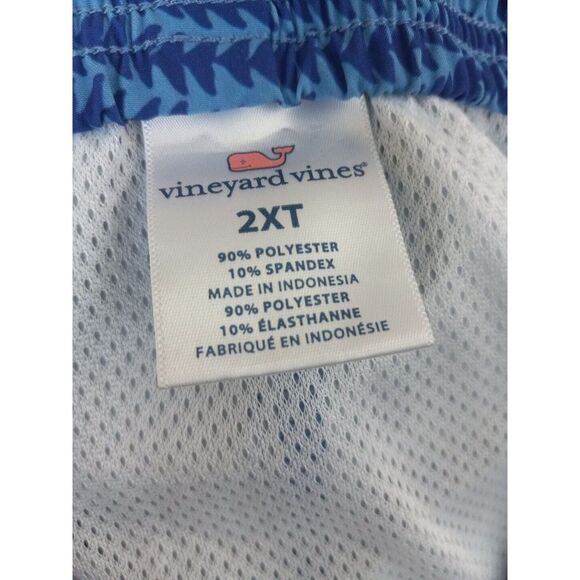 vineyard vines®
2XT
90% POLYESTER
10% SPANDEX
MADE IN INDONESIA
90% POLYESTER
10% ÉLASTHANNE
FABRIQUÉ EN INDONÉSIE